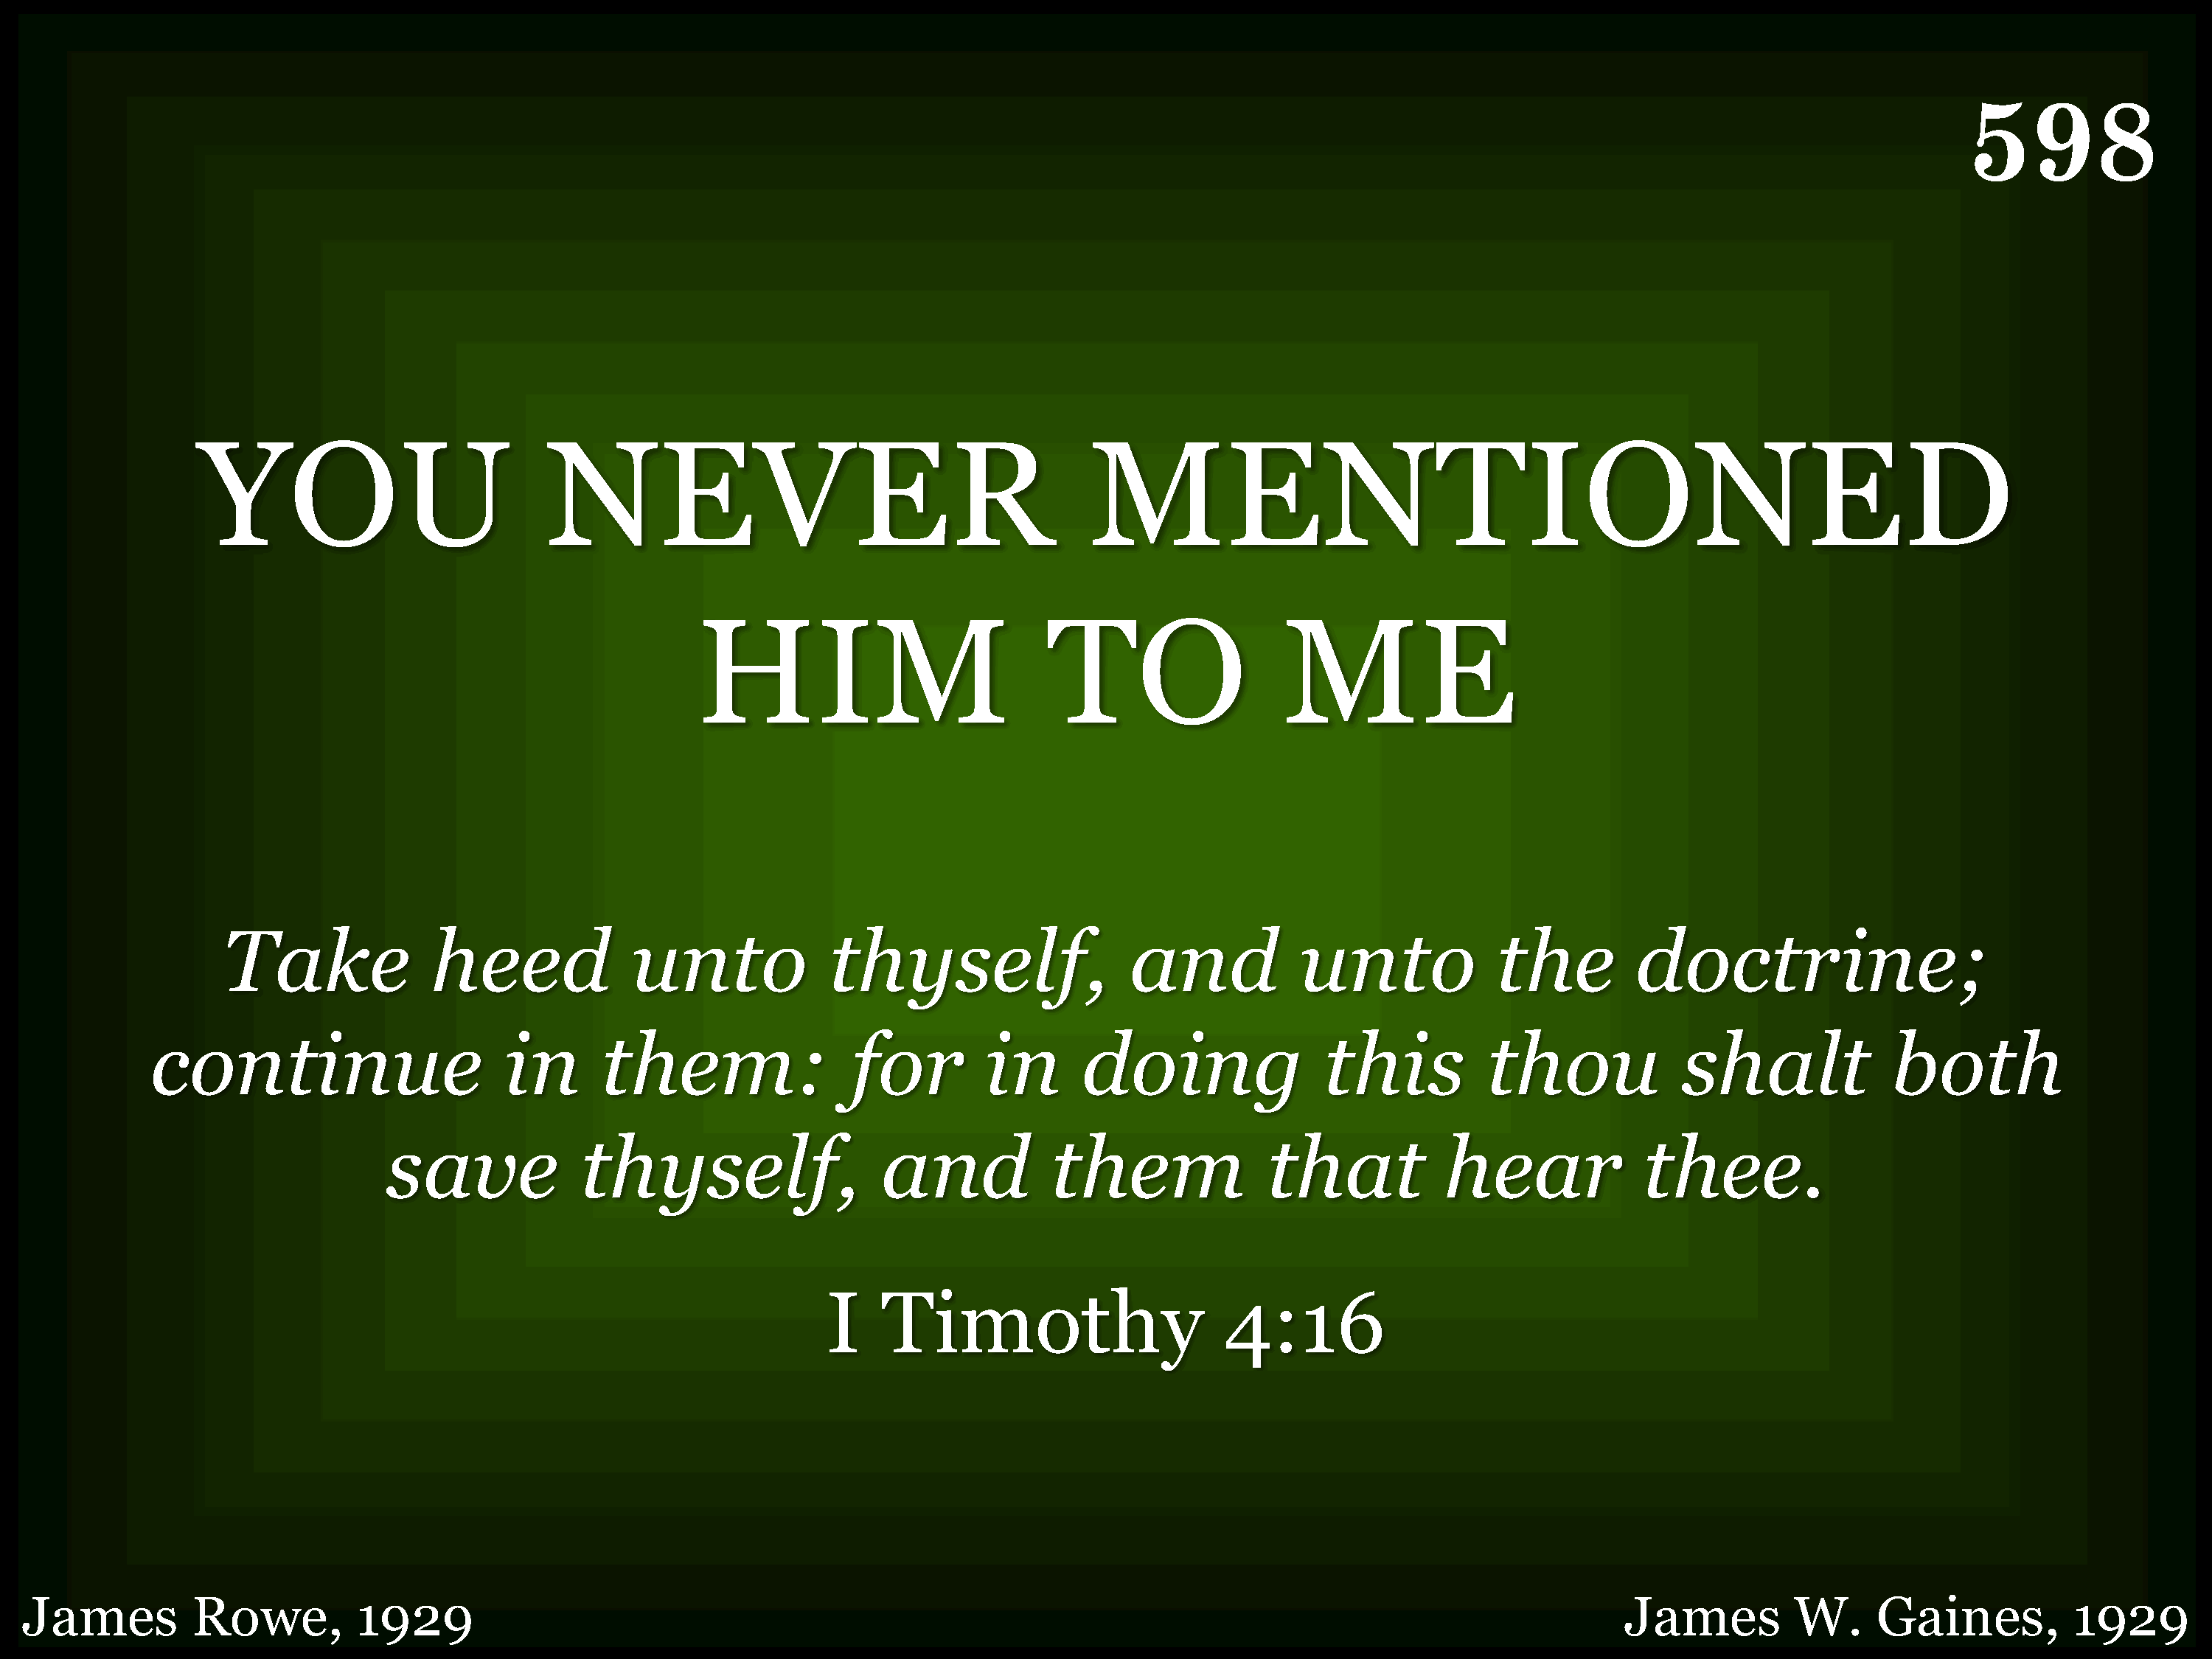 598
YOU NEVER MENTIONED
HIM TO ME
Take heed unto thyself, and unto the doctrine;
continue in them: for in doing this thou shalt both
save thyself, and them that hear thee.
I Timothy 4:16
James Rowe, 1929
James W. Gaines, 1929